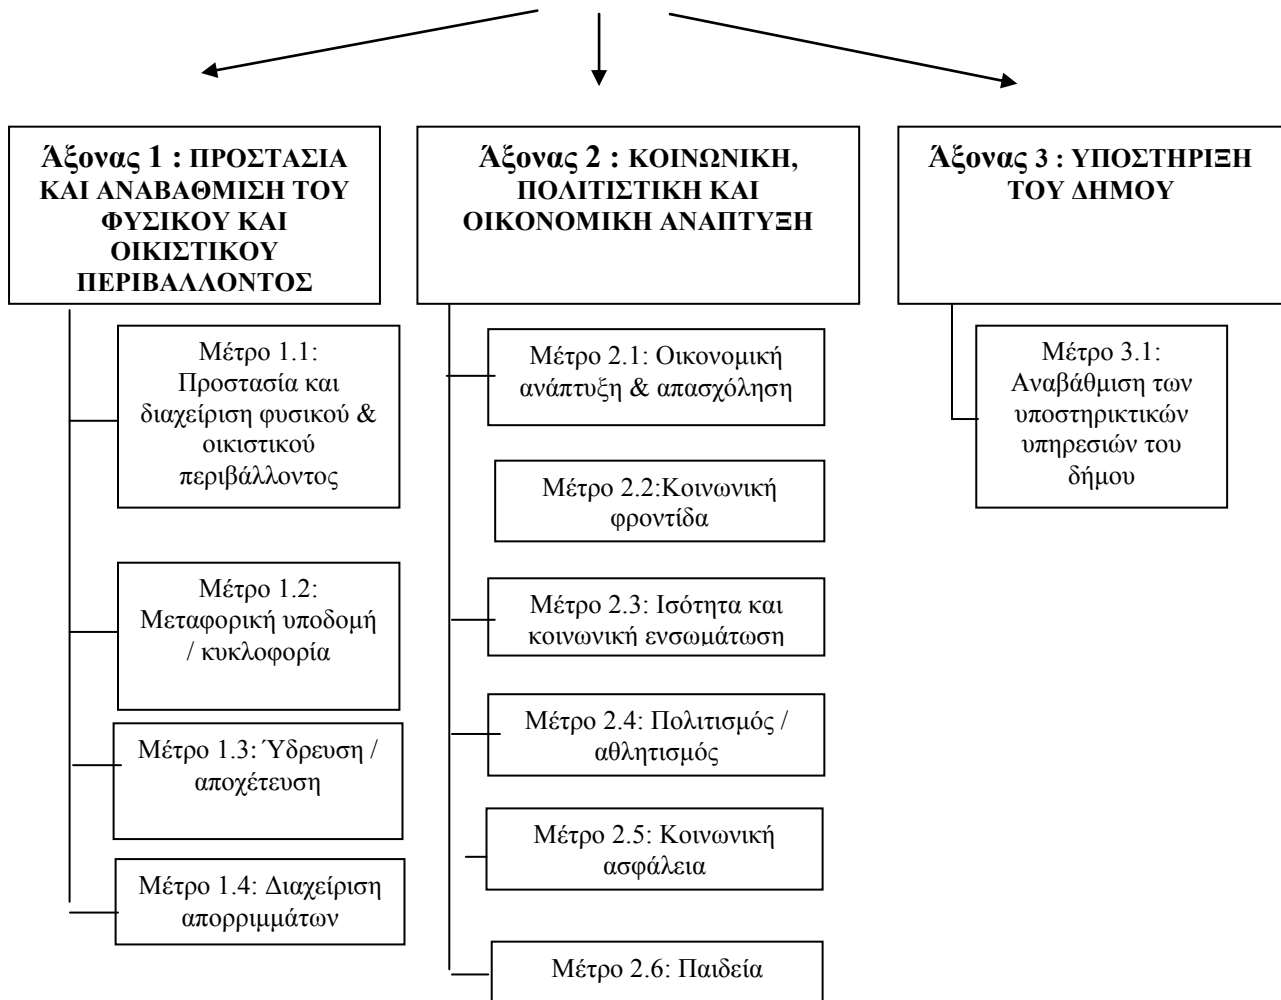 Άξονας 1 : ΠΡΟΣΤΑΣΙΑ
ΚΑΙ ΑΝΑΒΑΘΜΙΣΗ ΤΟΥ
ΦΥΣΙΚΟΥ ΚΑΙ
ΟΙΚΙΣΤΙΚΟΥ
ΠΕΡΙΒΑΛΛΟΝΤΟΣ
Μέτρο 1.1:
Προστασία και
διαχείριση φυσικού &
οικιστικού
περιβάλλοντος
Μέτρο 1.2:
Μεταφορική υποδομή
/ κυκλοφορία
Μέτρο 1.3: Ύδρευση /
αποχέτευση
Μέτρο 1.4: Διαχείριση
απορριμμάτων
Άξονας 2 : ΚΟΙΝΩΝΙΚΗ,
ΠΟΛΙΤΙΣΤΙΚΗ ΚΑΙ
ΟΙΚΟΝΟΜΙΚΗ ΑΝΑΠΤΥΞΗ
Μέτρο 2.1: Οικονομική
ανάπτυξη & απασχόληση
Μέτρο 2.2:Κοινωνική
φροντίδα
Μέτρο 2.3: Ισότητα και
κοινωνική ενσωμάτωση
Μέτρο 2.4: Πολιτισμός /
αθλητισμός
Μέτρο 2.5: Κοινωνική
ασφάλεια
Μέτρο 2.6: Παιδεία
Άξονας 3 : ΥΠΟΣΤΗΡΙΞΗ
ΤΟΥ ΔΗΜΟΥ
Μέτρο 3.1:
Αναβάθμιση των
υποστηρικτικών
υπηρεσιών του
δήμου